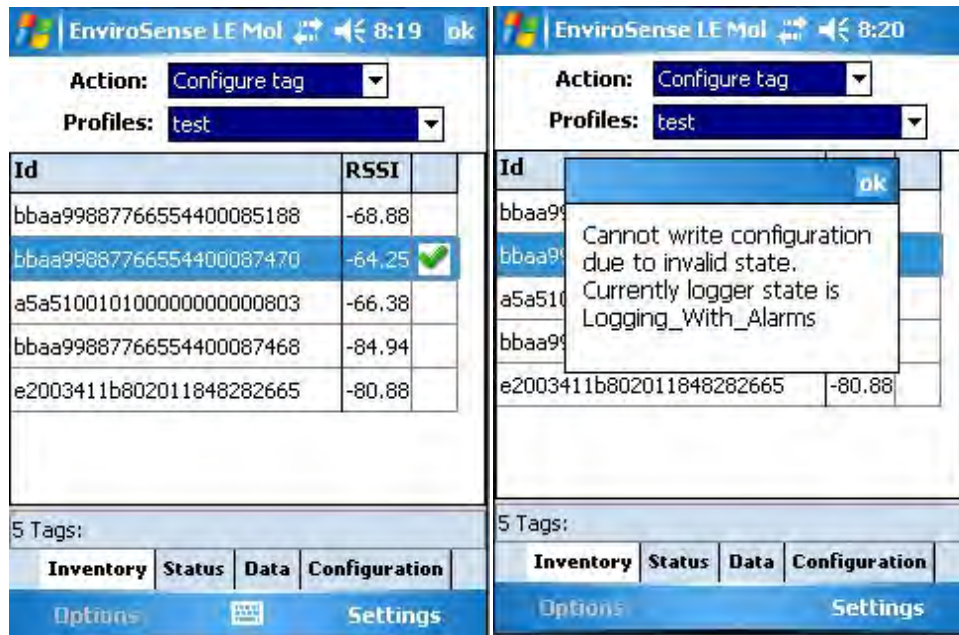 EnviroSense LE Mol 8:19 ok
Action: Configure tag
Profiles: test
Id RSSI
bbaa99887766554400085188 -68.88
bbaa99887766554400087470 -64.25
a5a5100101000000000000803 -66.38
bbaa99887766554400087468 -84.94
e2003411b802011848282665 -80.88
5 Tags:
Inventory Status Data Configuration
Options Settings
EnviroSense LE Mol 8:20
Action: Configure tag
Profiles: test
Id
ok
bbaa99
Cannot write configuration
bbaa99
due to invalid state.
a5a510
Currently logger state is
Logging_With_Alarms
bbaa99
e2003411b802011848282665 -80.88
5 Tags:
Inventory Status Data Configuration
Options Settings